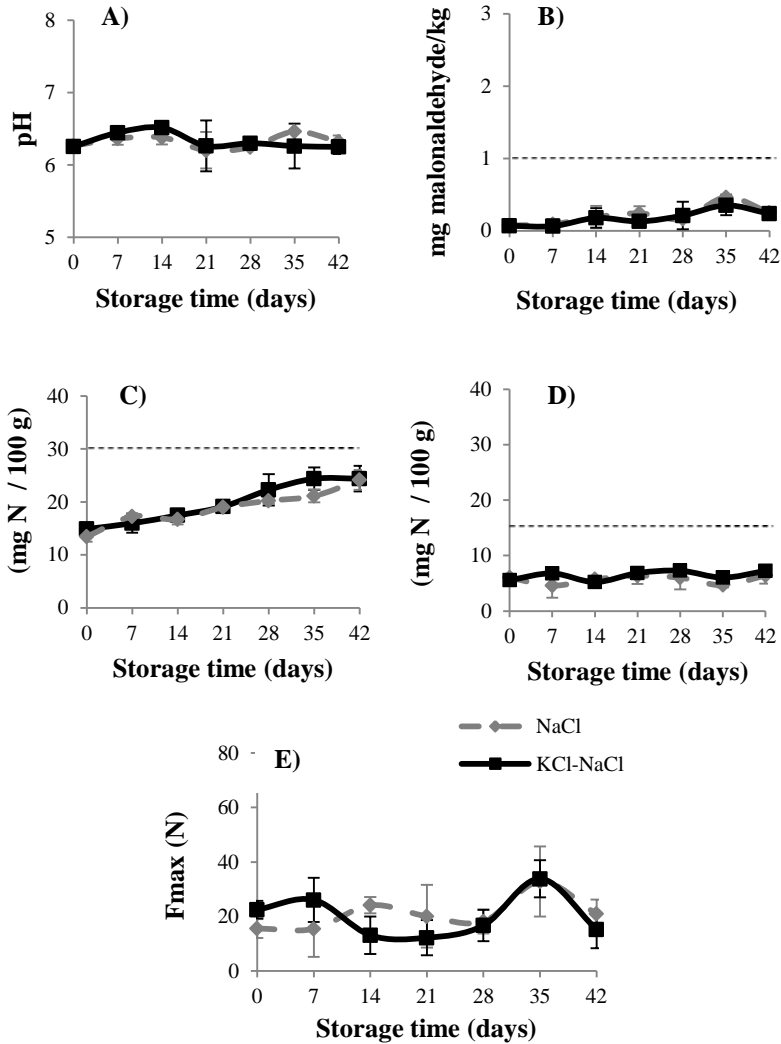 A)
7
6
5
pH
0 7 14 21 28 35 42
Storage time (days)
B)
3
2
1
0
mg malonaldehyde/kg
0 7 14 21 28 35 42
Storage time (days)
C)
40
30
20
10
0
(mg N / 100 g)
0 7 14 21 28 35 42
Storage time (days)
D)
40
30
20
10
0
(mg N / 100 g)
0 7 14 21 28 35 42
Storage time (days)
NaCl
KCl-NaCl
E)
80
60
40
20
0
Fmax (N)
0 7 14 21 28 35 42
Storage time (days)